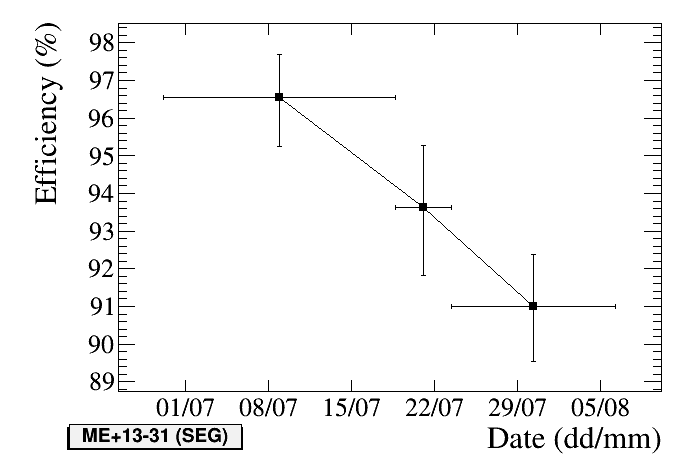 Efficiency (%)
98
97
96
95
94
93
92
91
90
89
01/07 08/07 15/07 22/07 29/07 05/08
ME+13-31 (SEG)
Date (dd/mm)